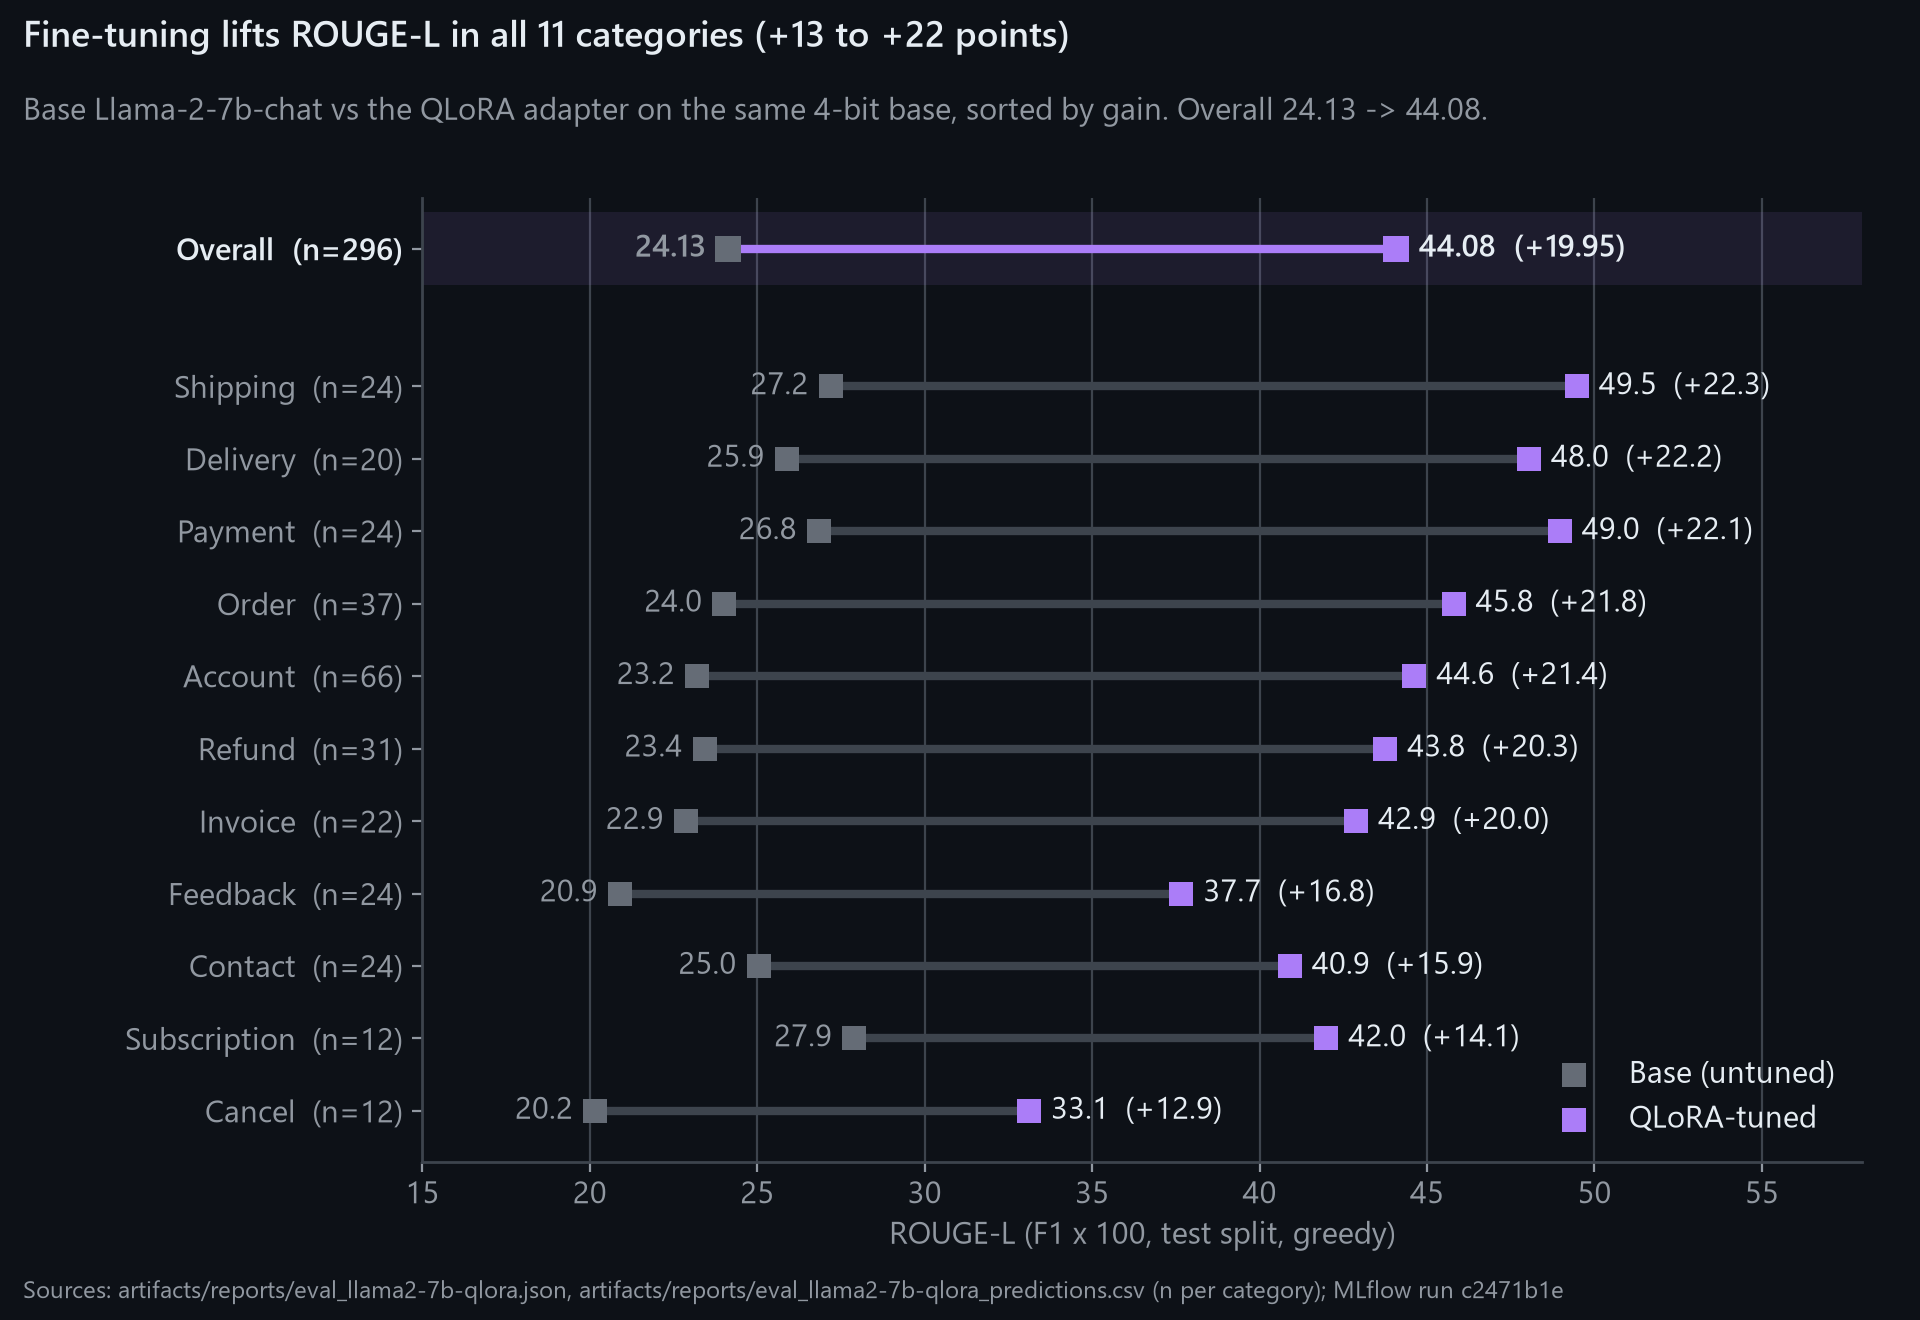 Fine-tuning lifts ROUGE-L in all 11 categories (+13 to +22 points)
Base Llama-2-7b-chat vs the QLoRA adapter on the same 4-bit base, sorted by gain. Overall 24.13 -> 44.08.
Overall (n=296) 24.13 44.08 (+19.95)
Shipping (n=24) 27.2 49.5 (+22.3)
Delivery (n=20) 25.9 48.0 (+22.2)
Payment (n=24) 26.8 49.0 (+22.1)
Order (n=37) 24.0 45.8 (+21.8)
Account (n=66) 23.2 44.6 (+21.4)
Refund (n=31) 23.4 43.8 (+20.3)
Invoice (n=22) 22.9 42.9 (+20.0)
Feedback (n=24) 20.9 37.7 (+16.8)
Contact (n=24) 25.0 40.9 (+15.9)
Subscription (n=12) 27.9 42.0 (+14.1)
Cancel (n=12) 20.2 33.1 (+12.9)
Base (untuned)
QLoRA-tuned
15 20 25 30 35 40 45 50 55
ROUGE-L (F1 x 100, test split, greedy)
Sources: artifacts/reports/eval_llama2-7b-qlora.json, artifacts/reports/eval_llama2-7b-qlora_predictions.csv (n per category); MLflow run c2471b1e